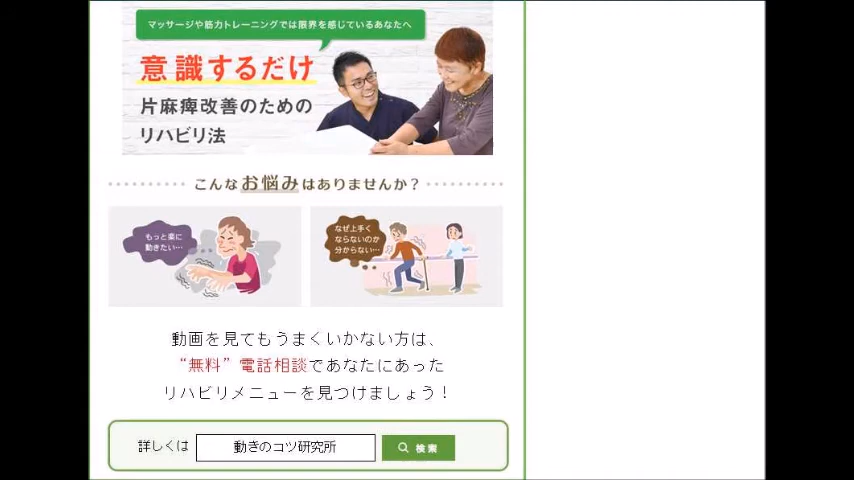 マッサージや筋力トレーニングでは限界を感じているあなたへ
意識するだけ
片麻痺改善のための
リハビリ法
こんなお悩みはありませんか？
もっと楽に
動きたい…
なぜ上手く
ならないのか
分からない…
動画を見てもうまくいかない方は、
“無料”電話相談であなたにあった
リハビリメニューを見つけましょう！
詳しくは 動きのコツ研究所 検索